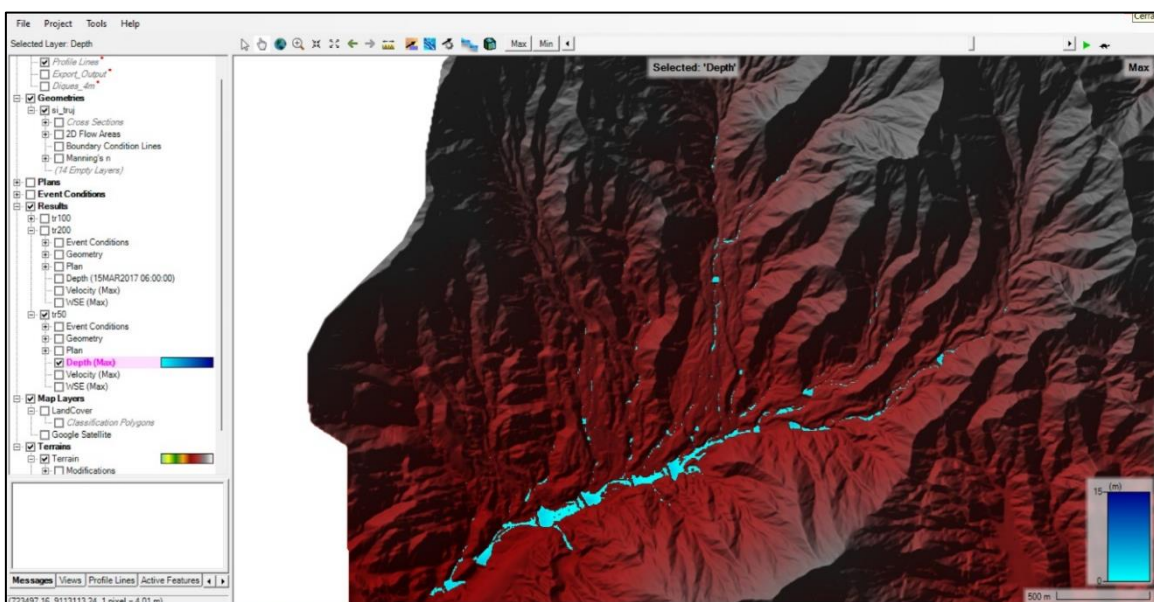 Cerra
File Project Tools Help
Selected Layer: Depth
Max Min
Profile Lines
Export_Output
Diques_4m
Geometries
si_truj
Cross Sections
2D Flow Areas
Boundary Condition Lines
Manning's n
(14 Empty Layers)
Plans
Event Conditions
Results
tr100
tr200
Event Conditions
Geometry
Plan
Depth (15MAR2017 06:00:00)
Velocity (Max)
WSE (Max)
tr50
Event Conditions
Geometry
Plan
Depth (Max)
Velocity (Max)
WSE (Max)
Map Layers
LandCover
Classification Polygons
Google Satellite
Terrains
Terrain
Modifications
Messages Views Profile Lines Active Features
Selected: 'Depth'
Max
15 (m)
0
500 m